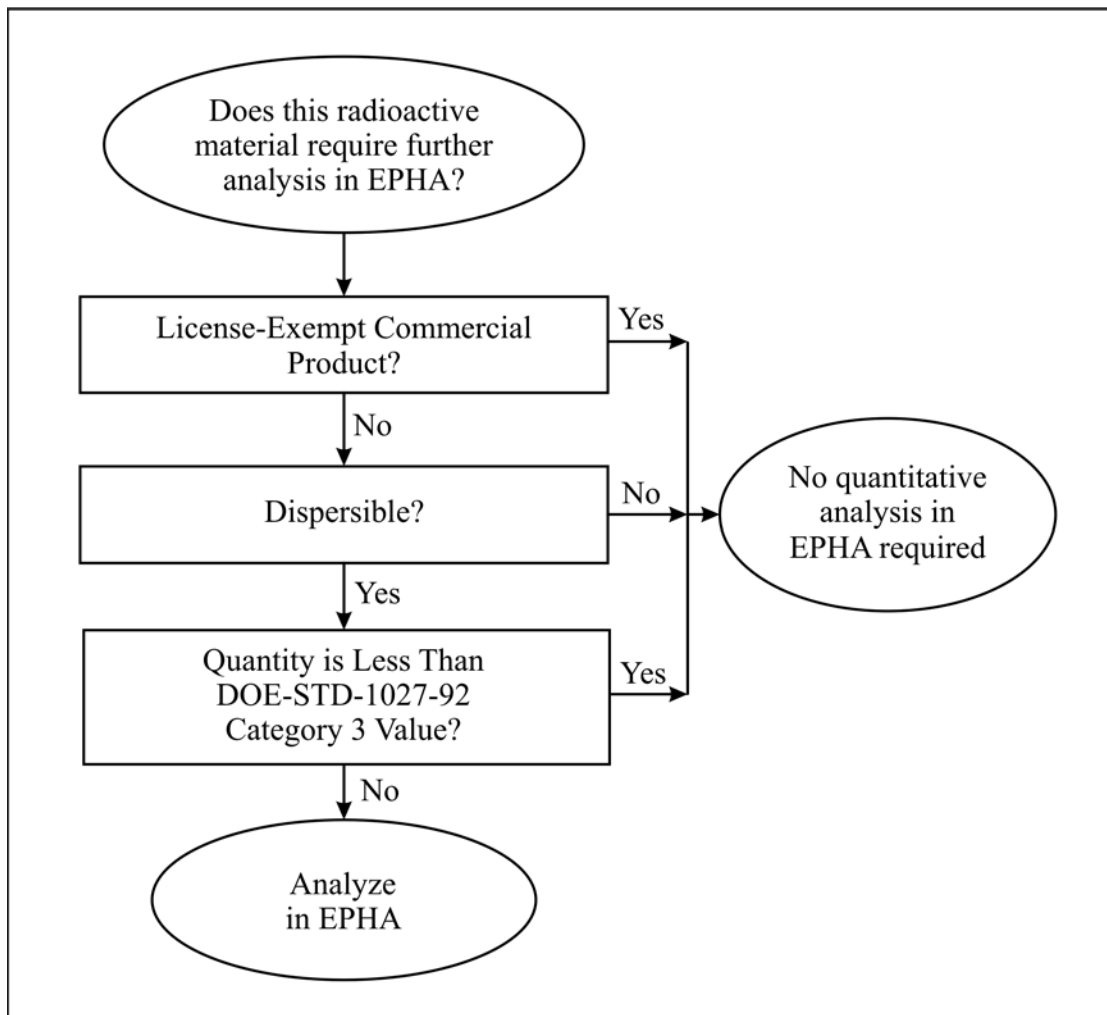 Does this radioactive
material require further
analysis in EPHA?
License-Exempt Commercial
Product?
Yes
No
Dispersible?
No
No quantitative
analysis in
EPHA required
Yes
Quantity is Less Than
DOE-STD-1027-92
Category 3 Value?
Yes
No
Analyze
in EPHA